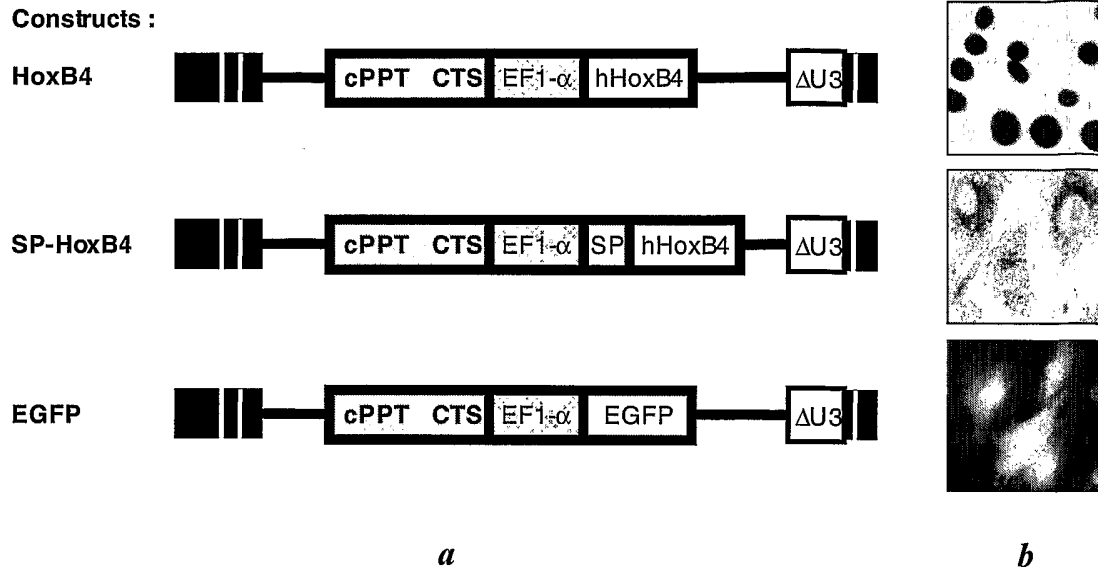 Constructs :
HoxB4 cPPT CTS EF1-α hHoxB4 ΔU3
SP-HoxB4 cPPT CTS EF1-α SP hHoxB4 ΔU3
EGFP cPPT CTS EF1-α EGFP ΔU3
a b